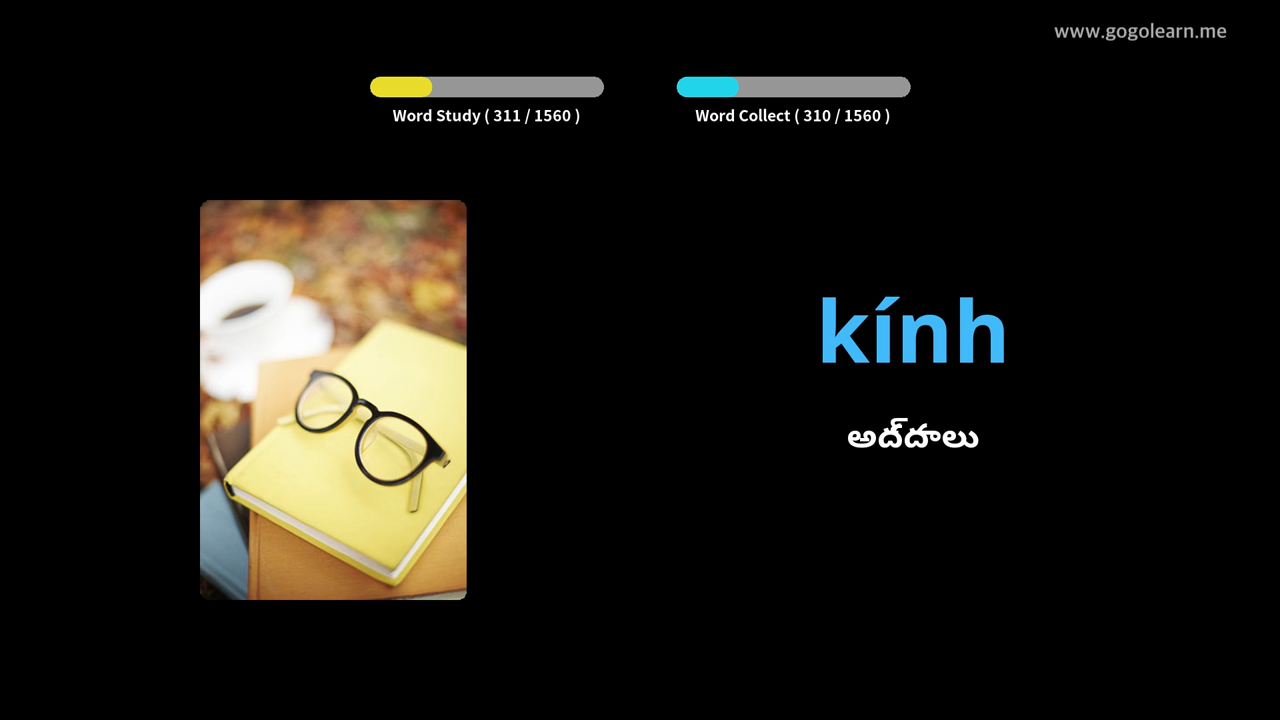 www.gogolearn.me
Word Study ( 311 / 1560 )
Word Collect ( 310 / 1560 )
kính
అద్దాలు